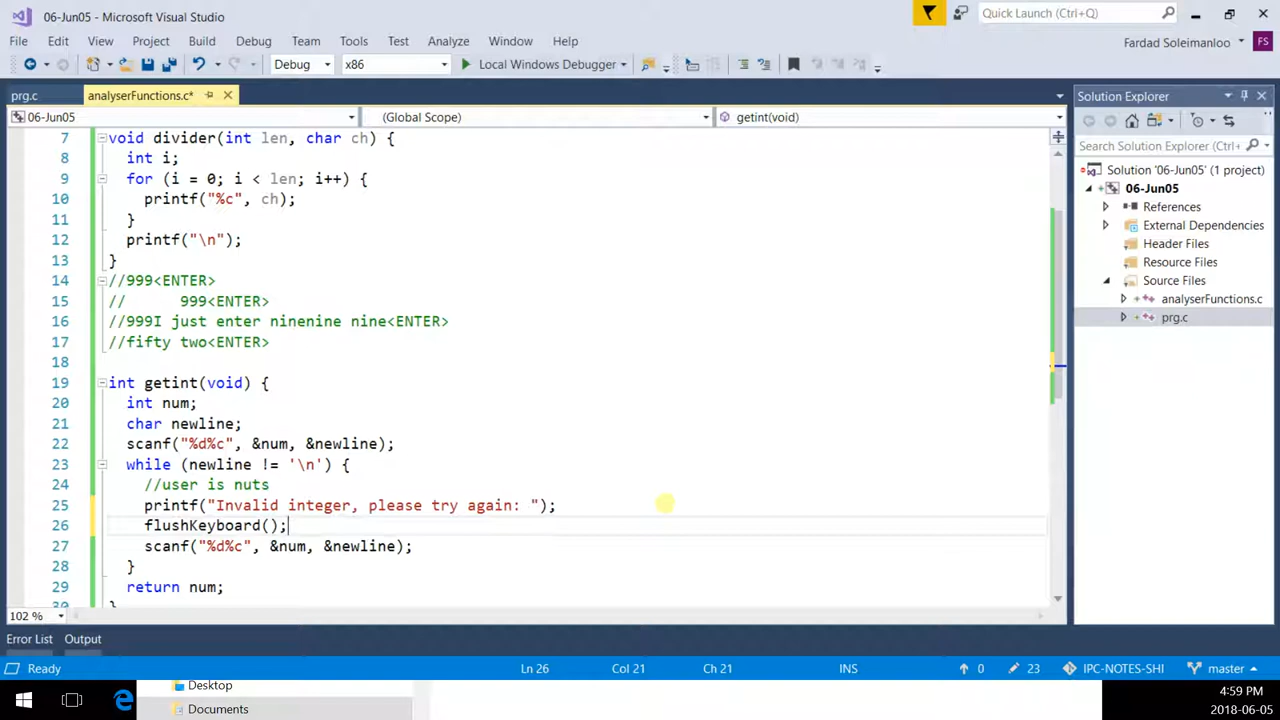 06-Jun05 - Microsoft Visual Studio
Quick Launch (Ctrl+Q)
File Edit View Project Build Debug Team Tools Test Analyze Window Help
Fardad Soleimanloo FS
Debug x86 Local Windows Debugger
prg.c analyserFunctions.c*
06-Jun05 (Global Scope) getint(void)
7 void divider(int len, char ch) {
8 int i;
9 for (i = 0; i < len; i++) {
10 printf("%c", ch);
11 }
12 printf("\n");
13 }
14 //999<ENTER>
15 // 999<ENTER>
16 //999I just enter ninenine nine<ENTER>
17 //fifty two<ENTER>
18
19 int getint(void) {
20 int num;
21 char newline;
22 scanf("%d%c", &num, &newline);
23 while (newline != '\n') {
24 //user is nuts
25 printf("Invalid integer, please try again: ");
26 flushKeyboard();
27 scanf("%d%c", &num, &newline);
28 }
29 return num;
30 }
102 %
Solution Explorer
Search Solution Explorer (Ctrl+
Solution '06-Jun05' (1 project)
06-Jun05
References
External Dependencies
Header Files
Resource Files
Source Files
analyserFunctions.c
prg.c
Error List Output
Ready Ln 26 Col 21 Ch 21 INS 0 23 IPC-NOTES-SHI master
Desktop
Documents
4:59 PM
2018-06-05